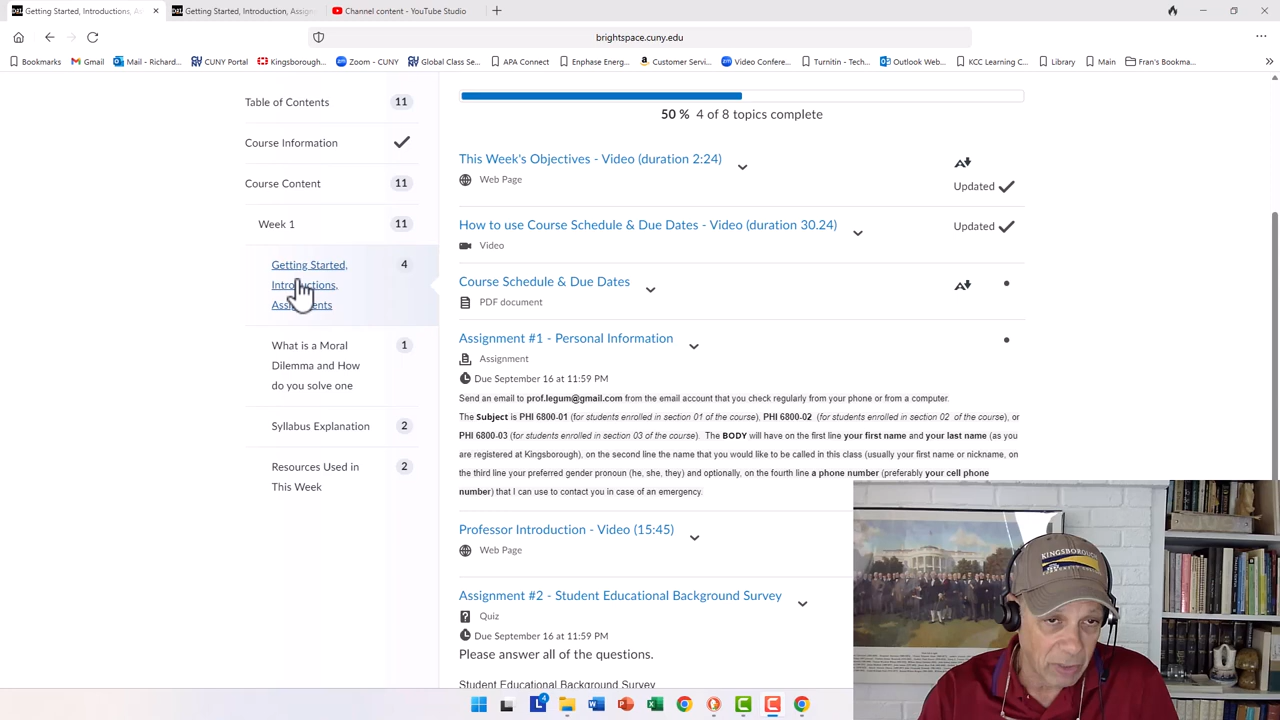 Getting Started, Introductions, A
Getting Started, Introduction, Assign
Channel content - YouTube Studio
brightspace.cuny.edu
Bookmarks
Gmail
Mail - Richard...
CUNY Portal
Kingsborough...
Zoom - CUNY
Global Class Se...
APA Connect
Enphase Energ...
Customer Servi...
Video Confere...
Turnitin - Tech...
Outlook Web...
KCC Learning C...
Library
Main
Fran's Bookma...
Table of Contents 11
Course Information
Course Content 11
Week 1 11
Getting Started, 4
Introductions,
Assignments
What is a Moral 1
Dilemma and How
do you solve one
Syllabus Explanation 2
Resources Used in 2
This Week
50 % 4 of 8 topics complete
This Week's Objectives - Video (duration 2:24)
Web Page
Updated
How to use Course Schedule & Due Dates - Video (duration 30.24)
Updated
Video
Course Schedule & Due Dates
PDF document
Assignment #1 - Personal Information
Assignment
Due September 16 at 11:59 PM
Send an email to prof.legum@gmail.com from the email account that you check regularly from your phone or from a computer.
The Subject is PHI 6800-01 (for students enrolled in section 01 of the course), PHI 6800-02 (for students enrolled in section 02 of the course), or
PHI 6800-03 (for students enrolled in section 03 of the course). The BODY will have on the first line your first name and your last name (as you
are registered at Kingsborough), on the second line the name that you would like to be called in this class (usually your first name or nickname, on
the third line your preferred gender pronoun (he, she, they) and optionally, on the fourth line a phone number (preferably your cell phone
number) that I can use to contact you in case of an emergency.
Professor Introduction - Video (15:45)
Web Page
Assignment #2 - Student Educational Background Survey
Quiz
Due September 16 at 11:59 PM
Please answer all of the questions.
Student Educational Background Survey
KINGSBOROUGH